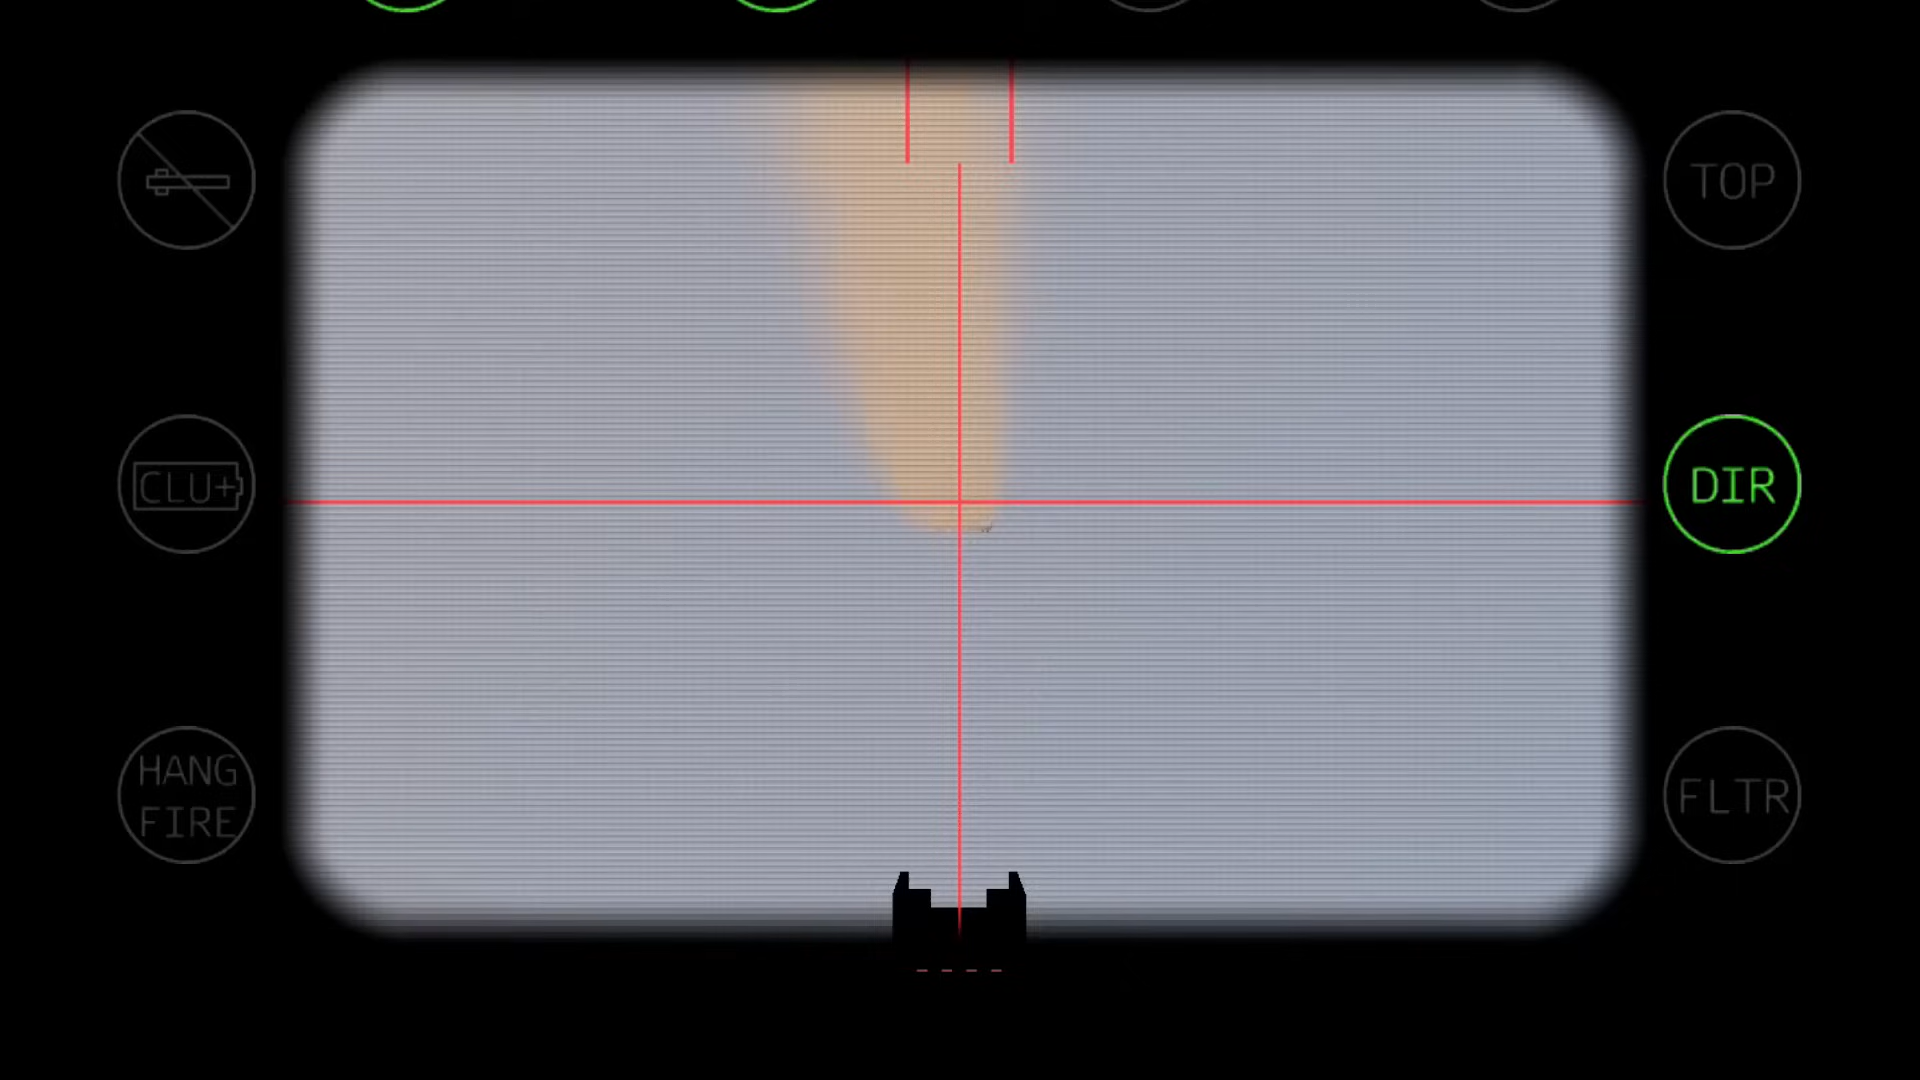 TOP
CLU+
DIR
HANG
FIRE
FLTR
- - - -